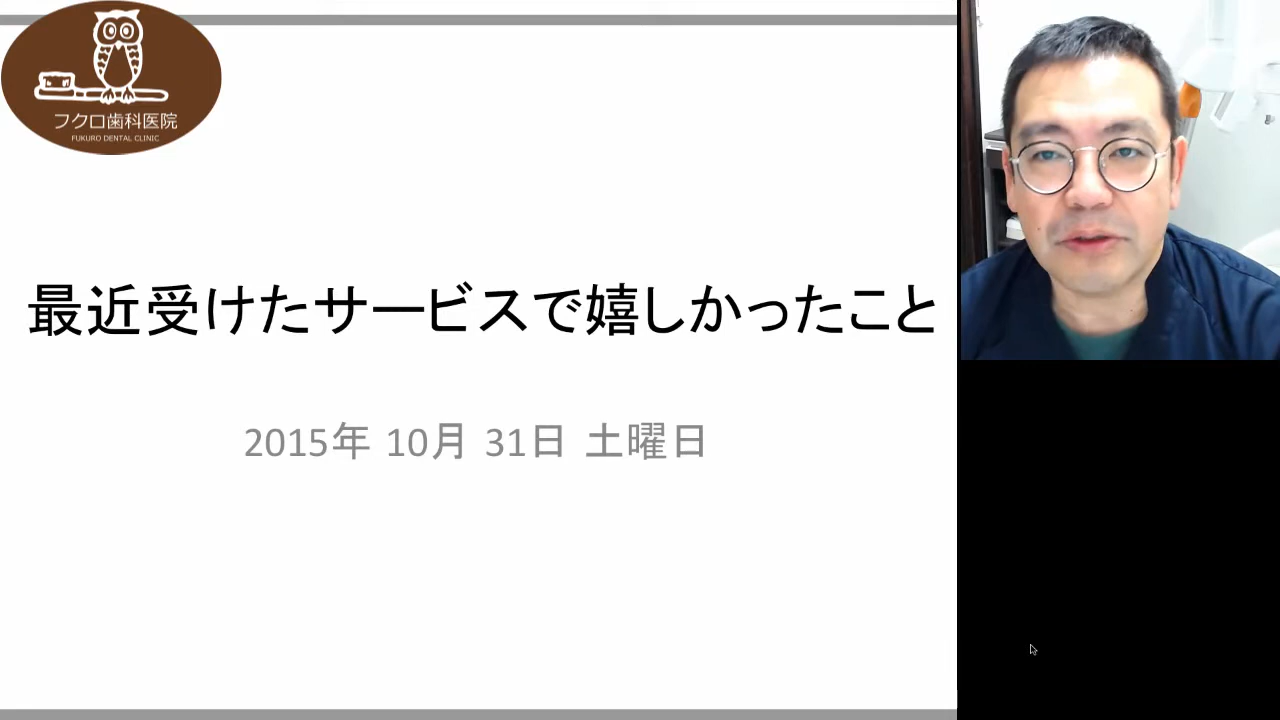 フクロ歯科医院
FUKURO DENTAL CLINIC
最近受けたサービスで嬉しかったこと
2015年 10月 31日 土曜日